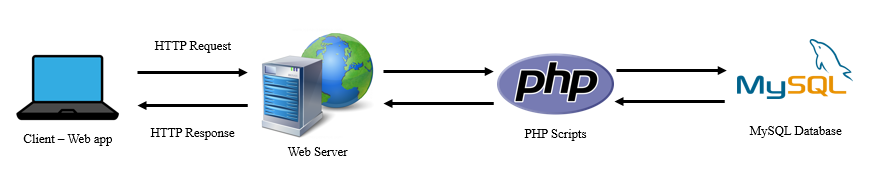 HTTP Request
HTTP Response
Client – Web app
Web Server
php
PHP Scripts
MySQL
MySQL Database